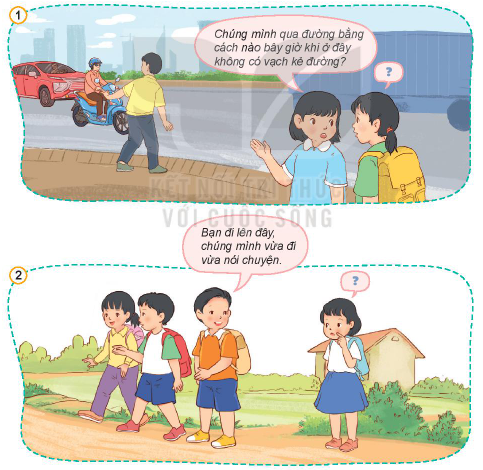 1
Chúng mình qua đường bằng
cách nào bây giờ khi ở đây
không có vạch kẻ đường?
?
KẾT NỐI TRI THỨC
VỚI CUỘC SỐNG
Bạn đi lên đây,
chúng mình vừa đi
vừa nói chuyện.
2
?